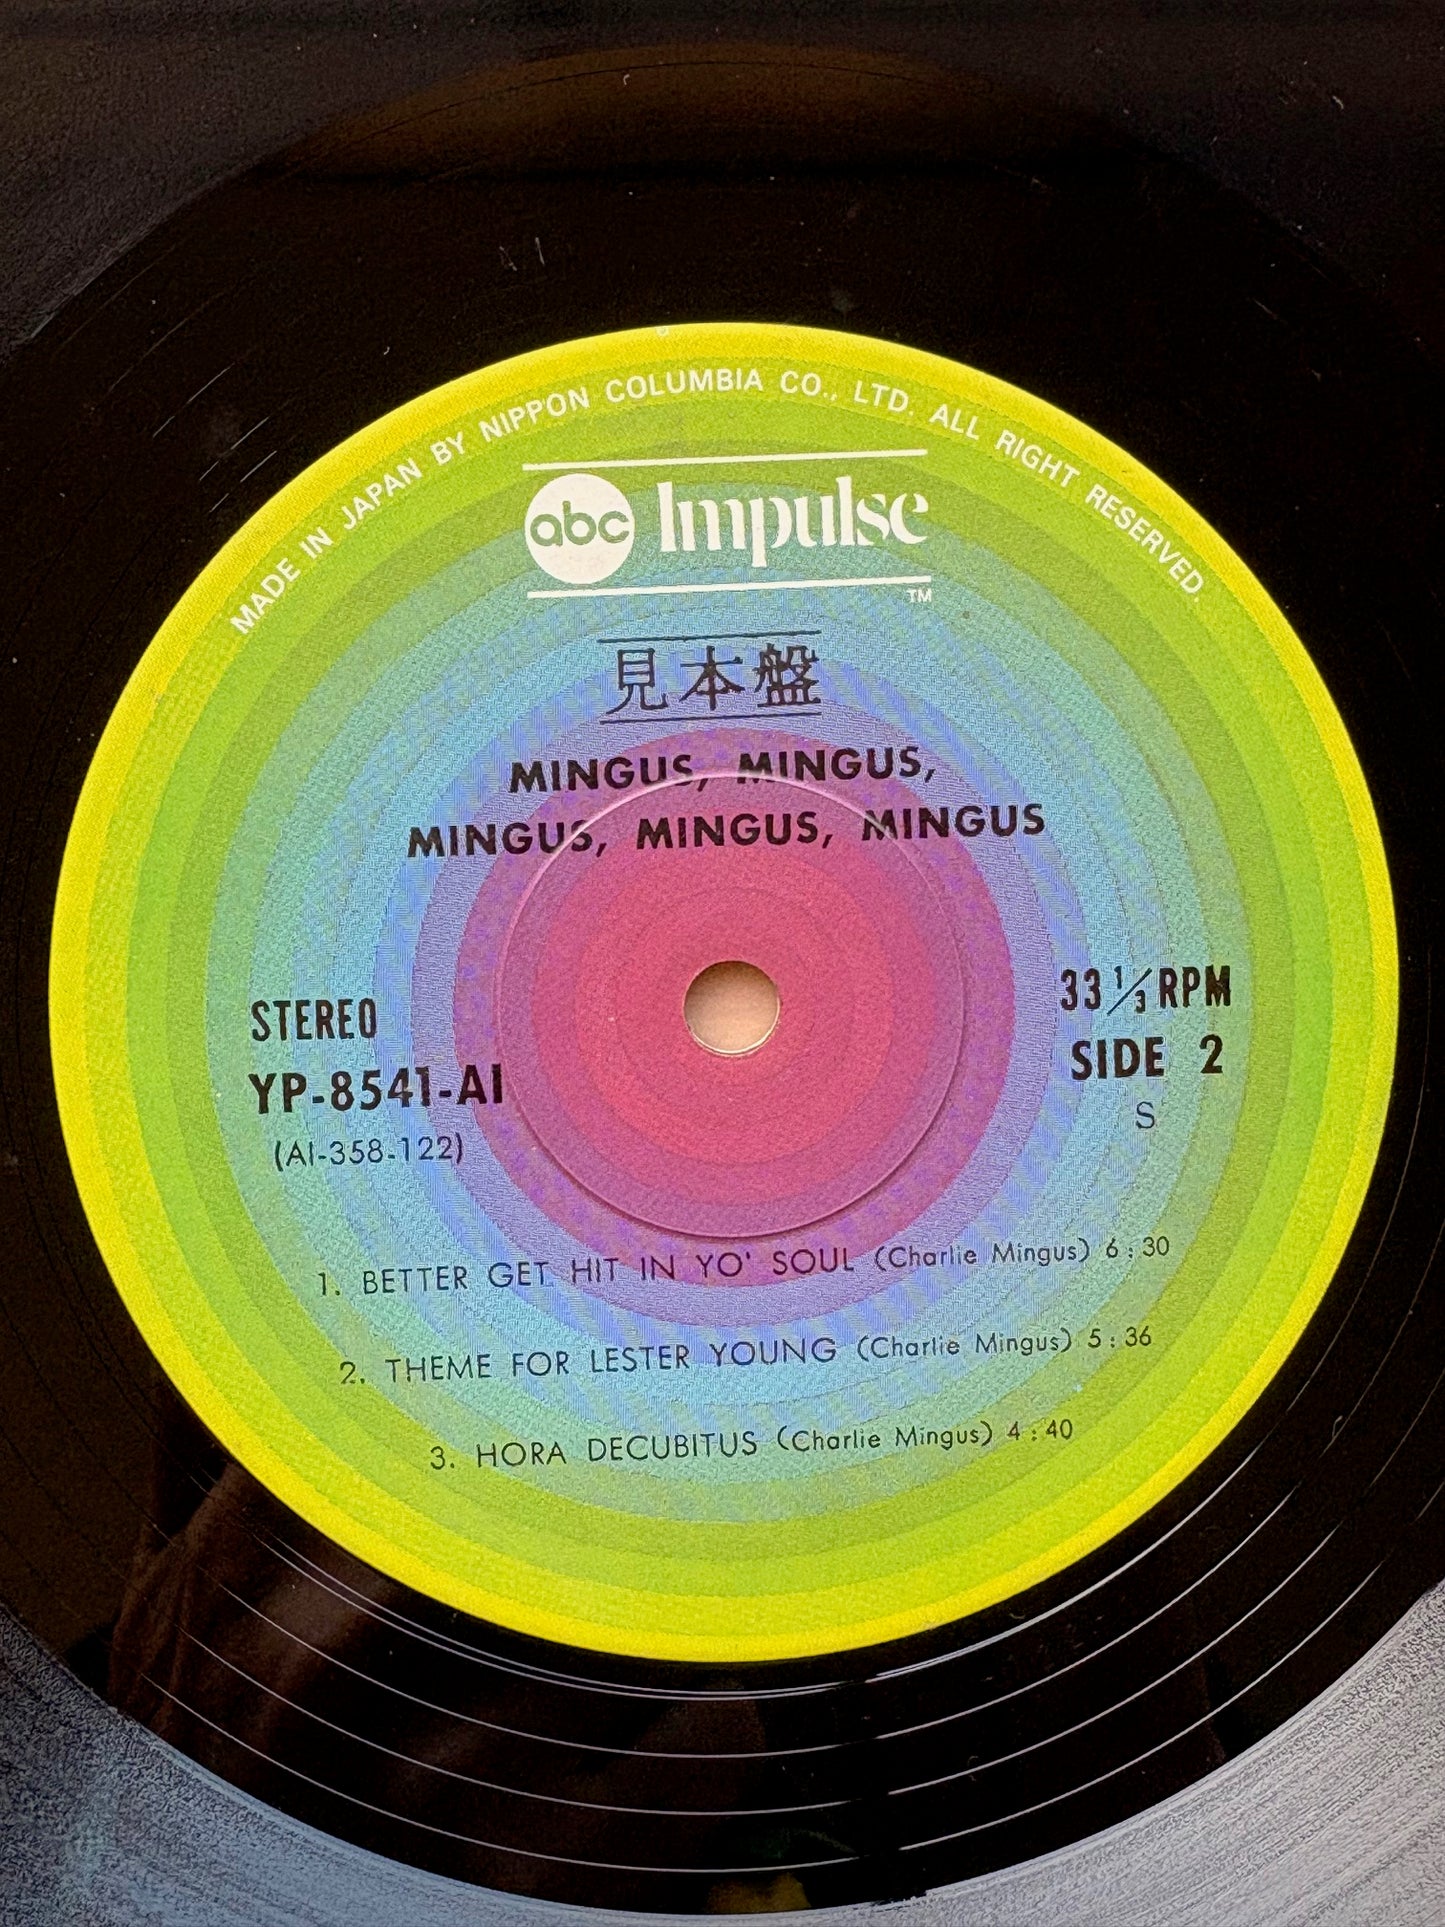 MADE IN JAPAN BY NIPPON COLUMBIA CO., LTD. ALL RIGHT RESERVED.
abc Impulse
TM
見本盤
MINGUS, MINGUS,
MINGUS, MINGUS, MINGUS
STEREO
YP-8541-AI
(AI-358-122)
33 1/3 RPM
SIDE 2
S
1. BETTER GET HIT IN YO' SOUL (Charlie Mingus) 6:30
2. THEME FOR LESTER YOUNG (Charlie Mingus) 5:36
3. HORA DECUBITUS (Charlie Mingus) 4:40